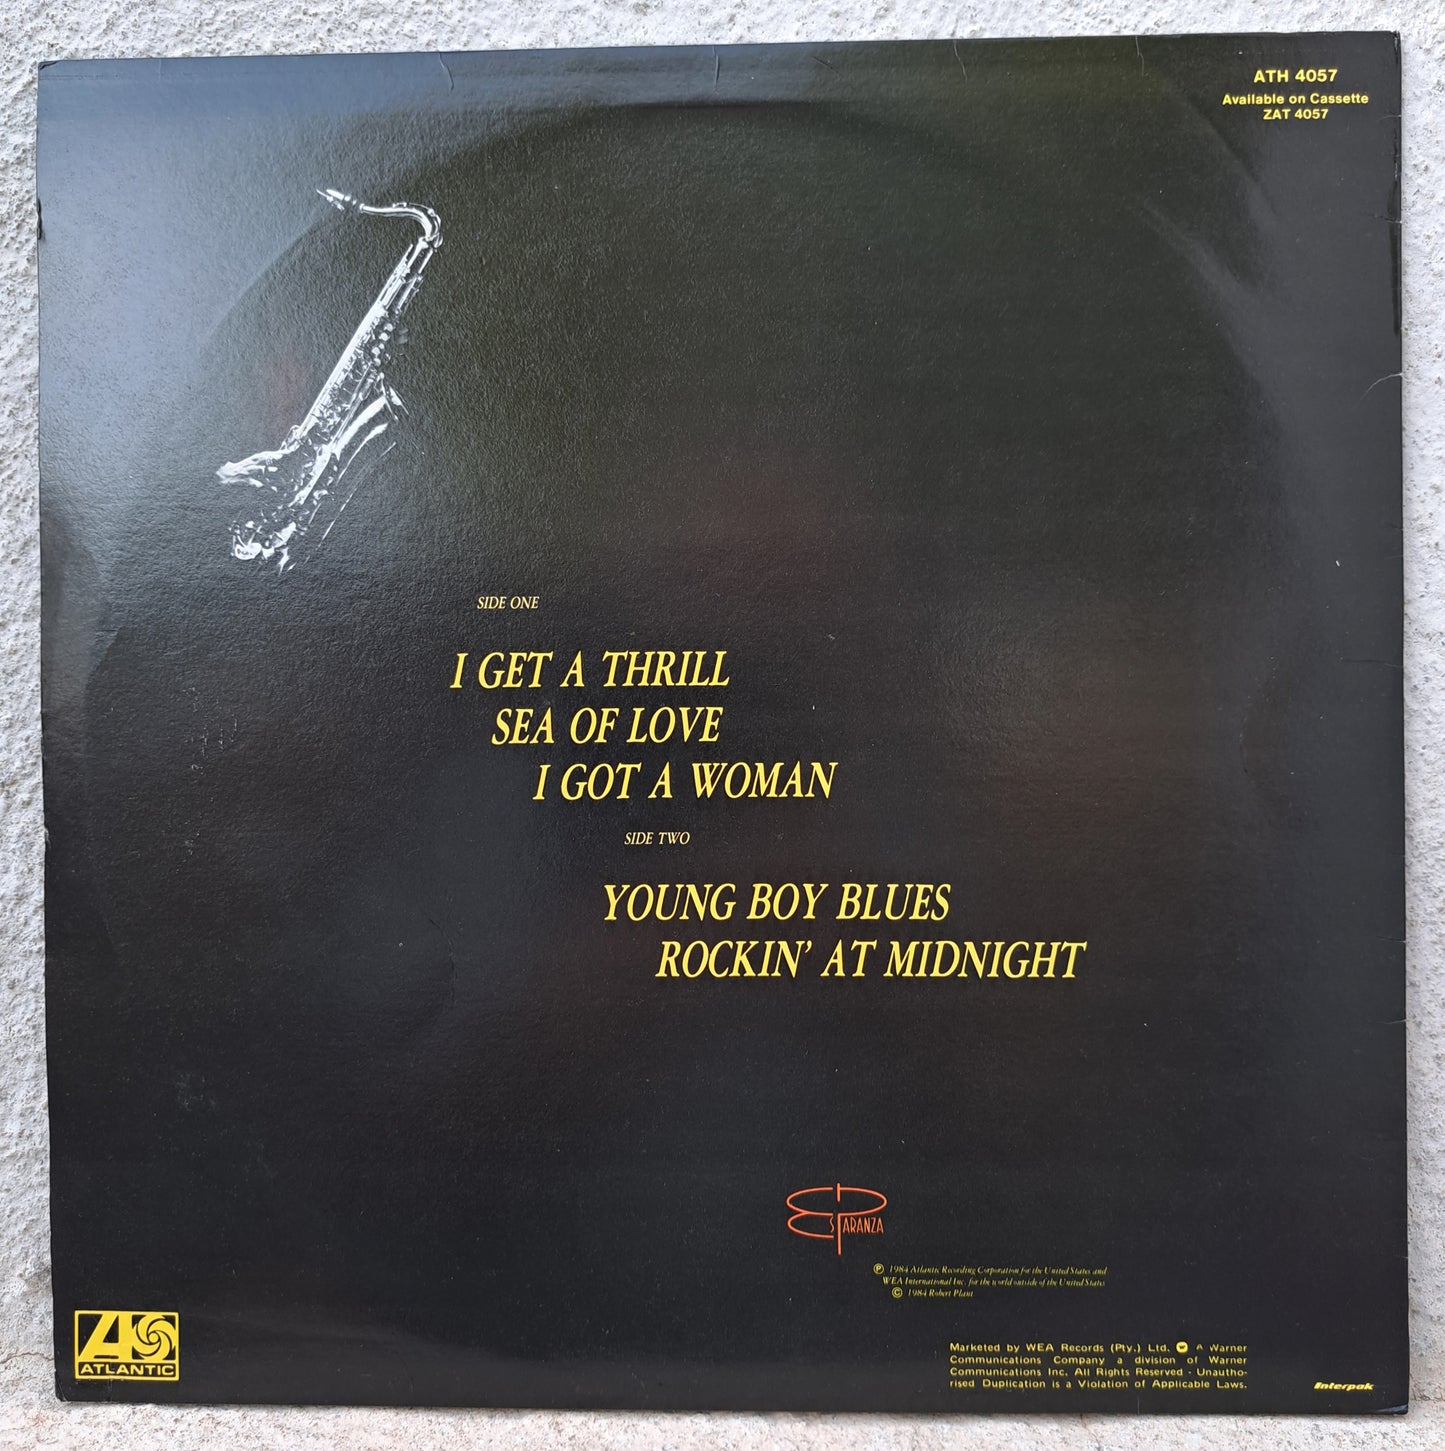 ATH 4057
Available on Cassette
ZAT 4057
SIDE ONE
I GET A THRILL
SEA OF LOVE
I GOT A WOMAN
SIDE TWO
YOUNG BOY BLUES
ROCKIN' AT MIDNIGHT
ESPARANZA
℗ 1984 Atlantic Recording Corporation for the United States and
WEA International Inc. for the world outside of the United States
© 1984 Robert Plant
ATLANTIC
Marketed by WEA Records (Pty.) Ltd. A Warner
Communications Company a division of Warner
Communications Inc. All Rights Reserved - Unautho-
rised Duplication is a Violation of Applicable Laws.
Interpak